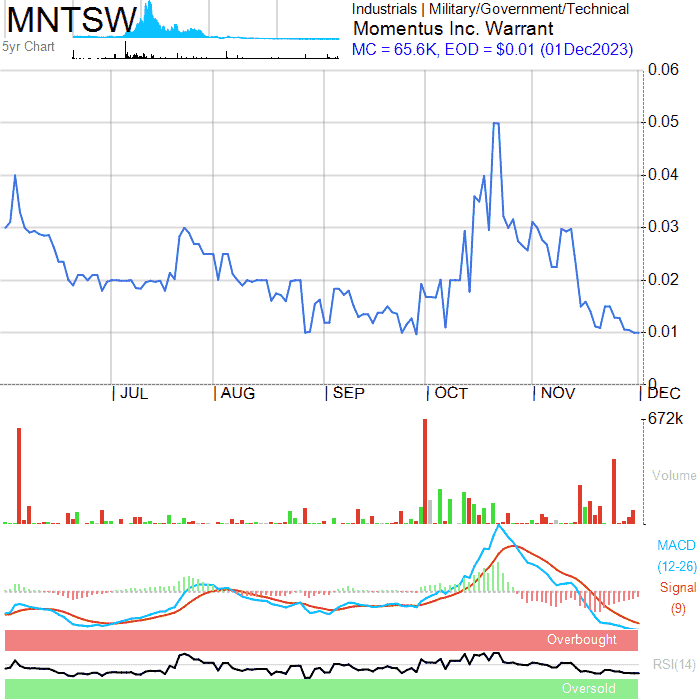 MNTSW
Industrials | Military/Government/Technical
Momentus Inc. Warrant
5yr Chart
MC = 65.6K, EOD = $0.01 (01Dec2023)
0.06
0.05
0.04
0.03
0.02
0.01
0
JUL AUG SEP OCT NOV DEC
672k
Volume
MACD
(12-26)
Signal
(9)
Overbought
RSI(14)
Oversold